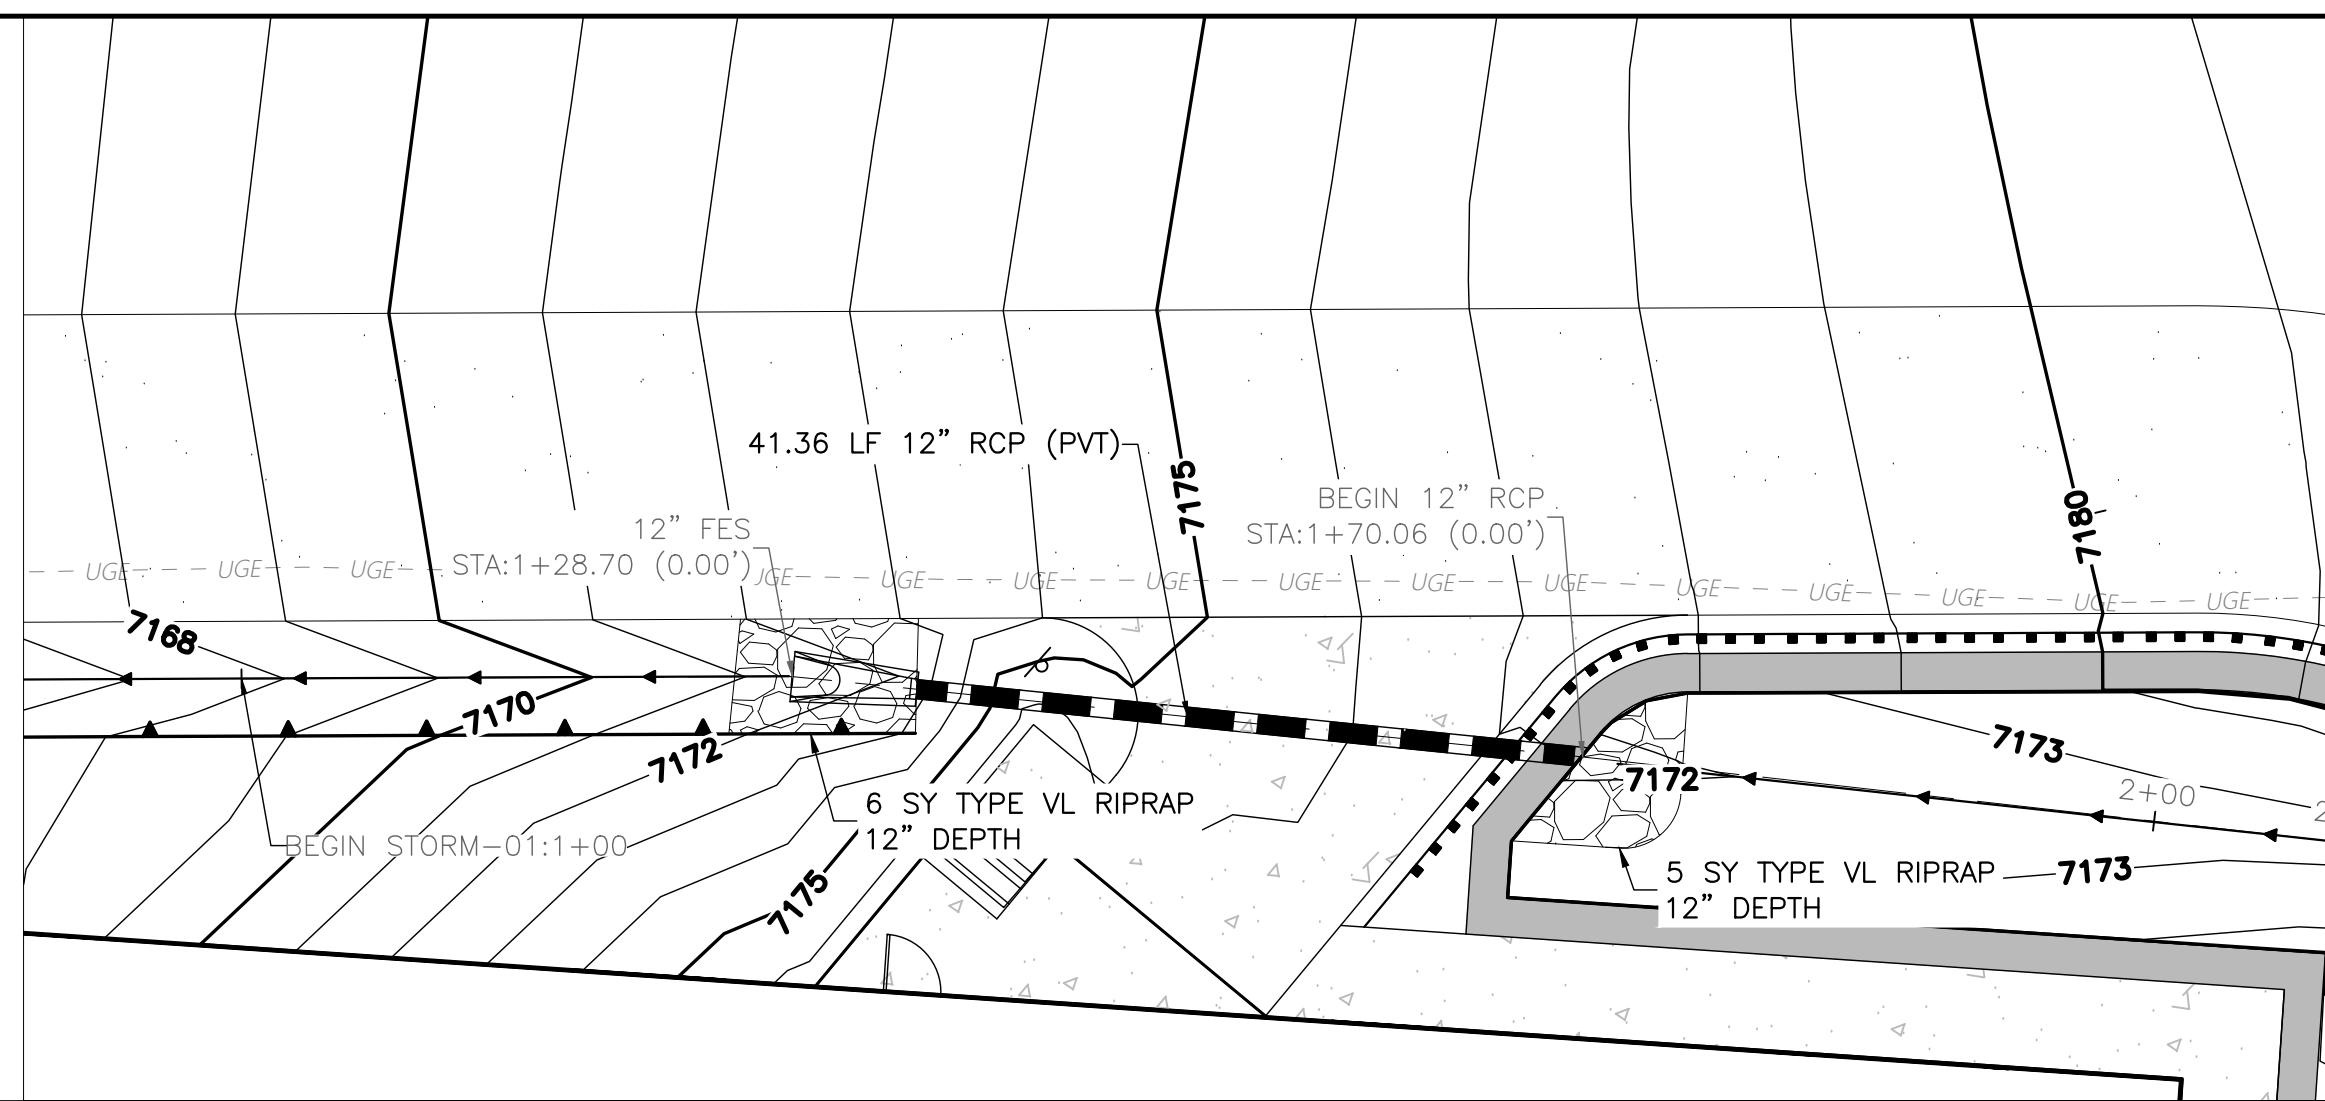 41.36 LF 12" RCP (PVT)
7175
BEGIN 12" RCP
STA:1+70.06 (0.00')
7180
12" FES
STA:1+28.70 (0.00')
UGE UGE UGE UGE UGE UGE UGE UGE UGE UGE UGE UGE UGE UGE UGE
7168
7170
7172
7172
7173
2+00
6 SY TYPE VL RIPRAP
12" DEPTH
BEGIN STORM-01:1+00
7175
5 SY TYPE VL RIPRAP
12" DEPTH
7173